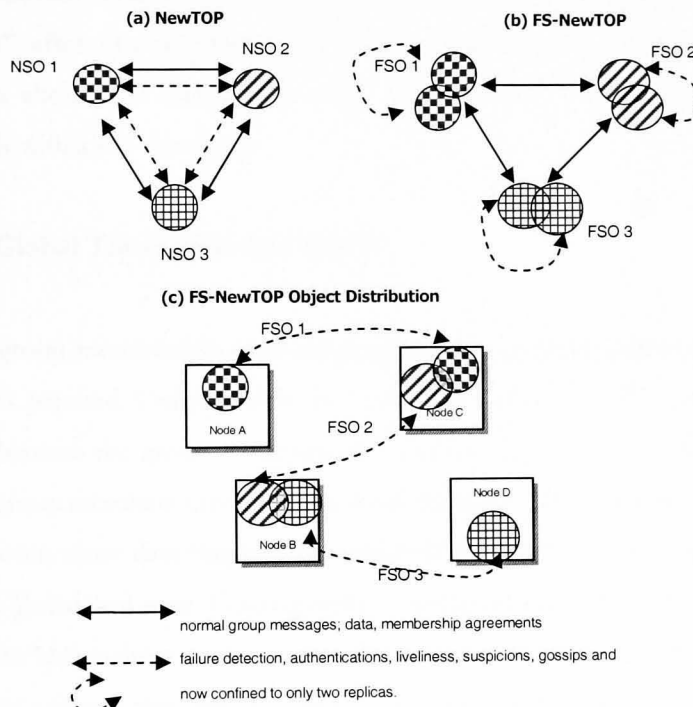 (a) NewTOP
(b) FS-NewTOP
NSO 1
NSO 2
NSO 3
FSO 1
FSO 2
FSO 3
(c) FS-NewTOP Object Distribution
FSO 1
Node A
Node C
FSO 2
Node B
Node D
FSO 3
normal group messages; data, membership agreements
failure detection, authentications, liveliness, suspicions, gossips and
now confined to only two replicas.